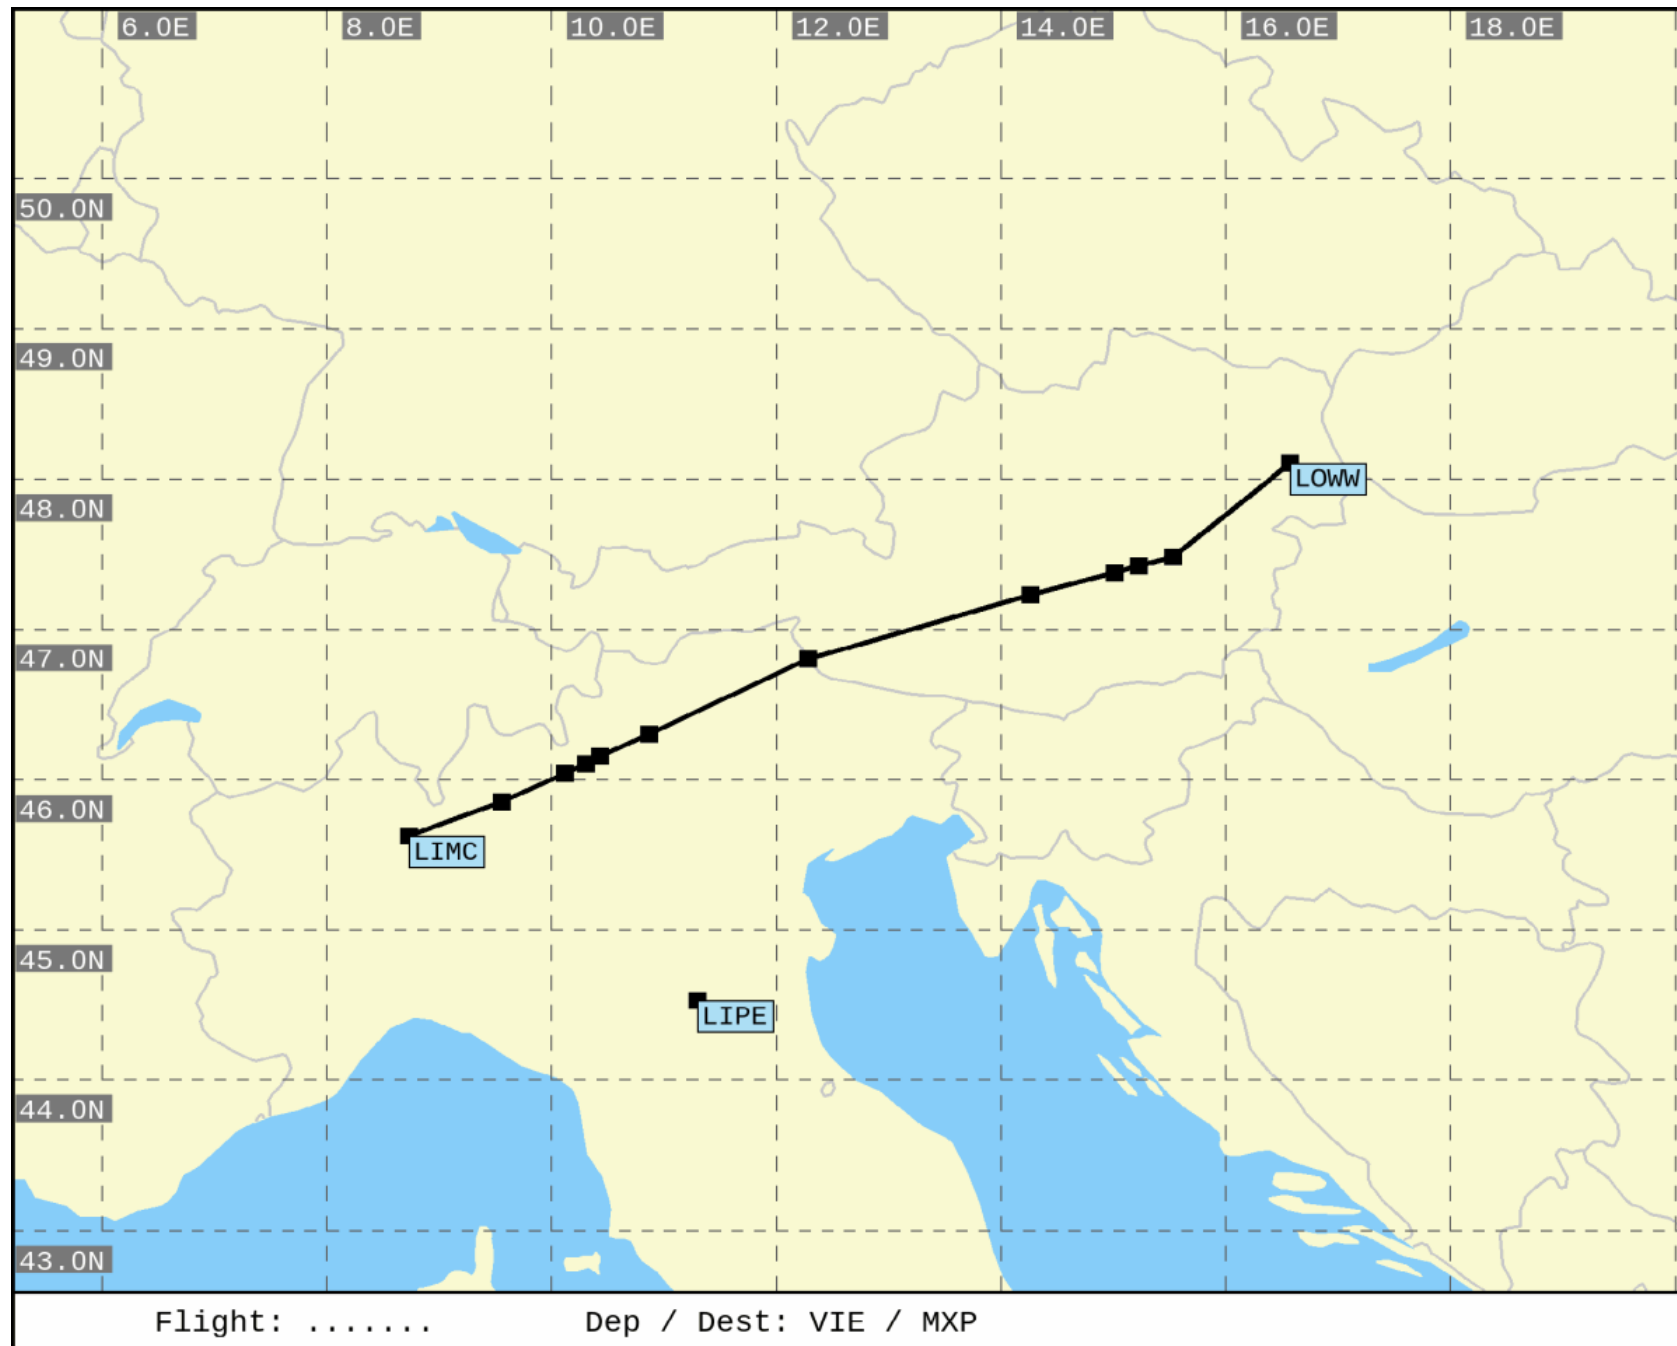 6.0E 8.0E 10.0E 12.0E 14.0E 16.0E 18.0E
50.0N
49.0N
LOWW
48.0N
47.0N
46.0N
LIMC
45.0N
LIPE
44.0N
43.0N
Flight: ....... Dep / Dest: VIE / MXP